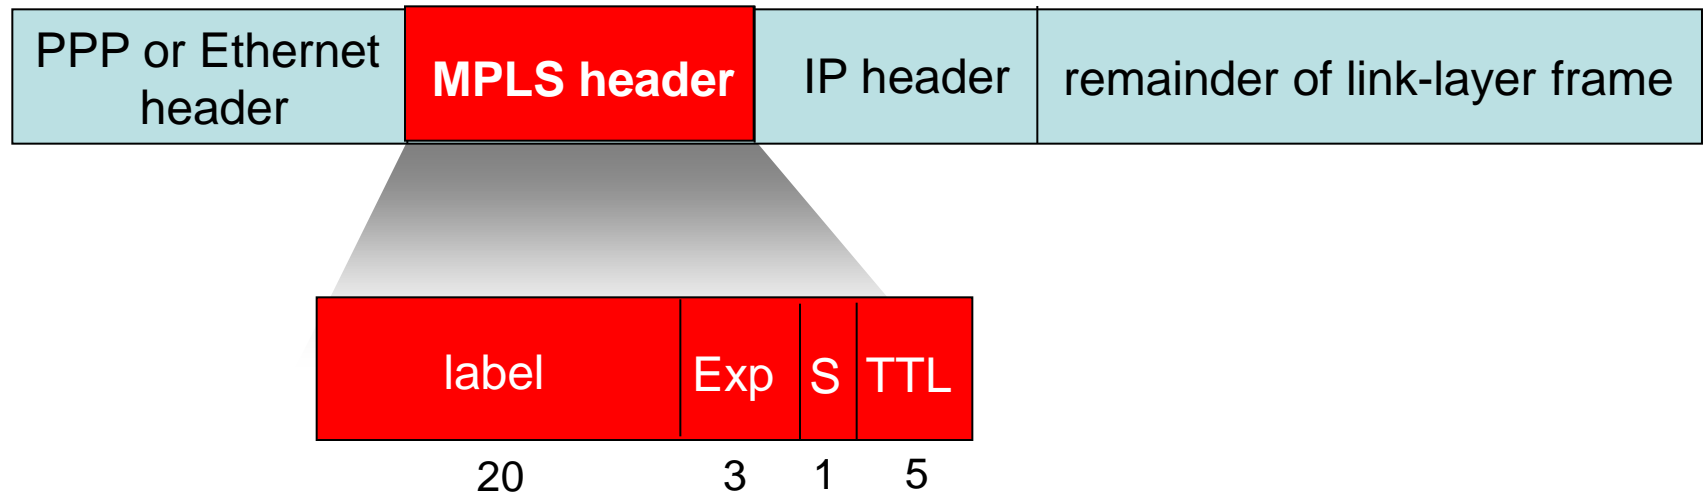 PPP or Ethernet
header
MPLS header
IP header
remainder of link-layer frame
label
Exp
S
TTL
20
3
1
5